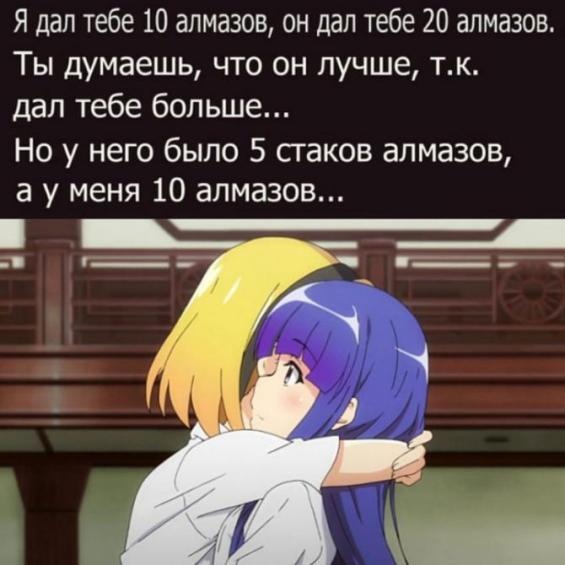 Я дал тебе 10 алмазов, он дал тебе 20 алмазов.
Ты думаешь, что он лучше, т.к.
дал тебе больше...
Но у него было 5 стаков алмазов,
а у меня 10 алмазов...